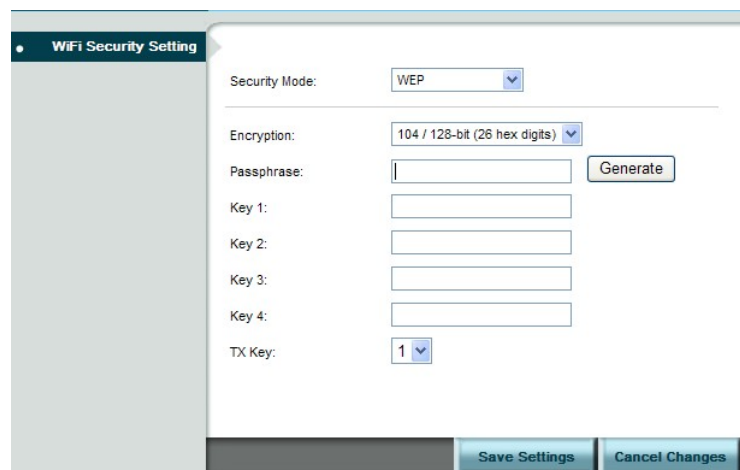 WiFi Security Setting
Security Mode: WEP
Encryption: 104 / 128-bit (26 hex digits)
Passphrase: Generate
Key 1:
Key 2:
Key 3:
Key 4:
TX Key: 1
Save Settings Cancel Changes